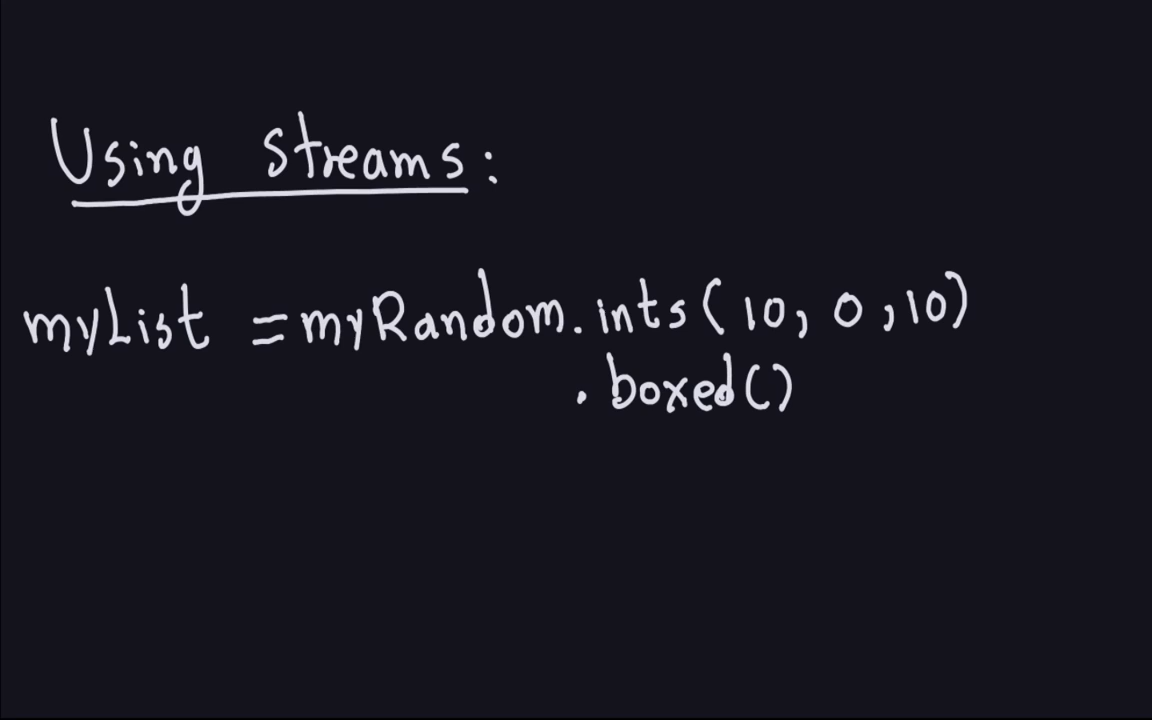 Using streams:
myList = myRandom.ints(10, 0, 10)
.boxed()